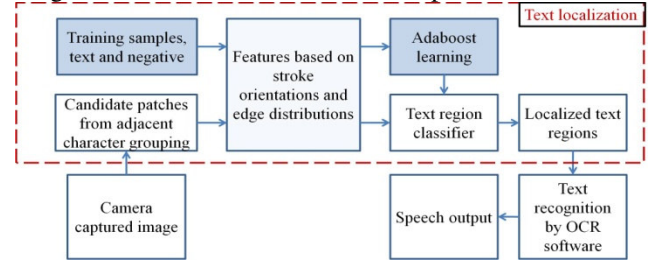 Text localization
Training samples,
text and negative
Features based on
stroke
orientations and
edge distributions
Adaboost
learning
Candidate patches
from adjacent
character grouping
Text region
classifier
Localized text
regions
Camera
captured image
Speech output
Text
recognition
by OCR
software